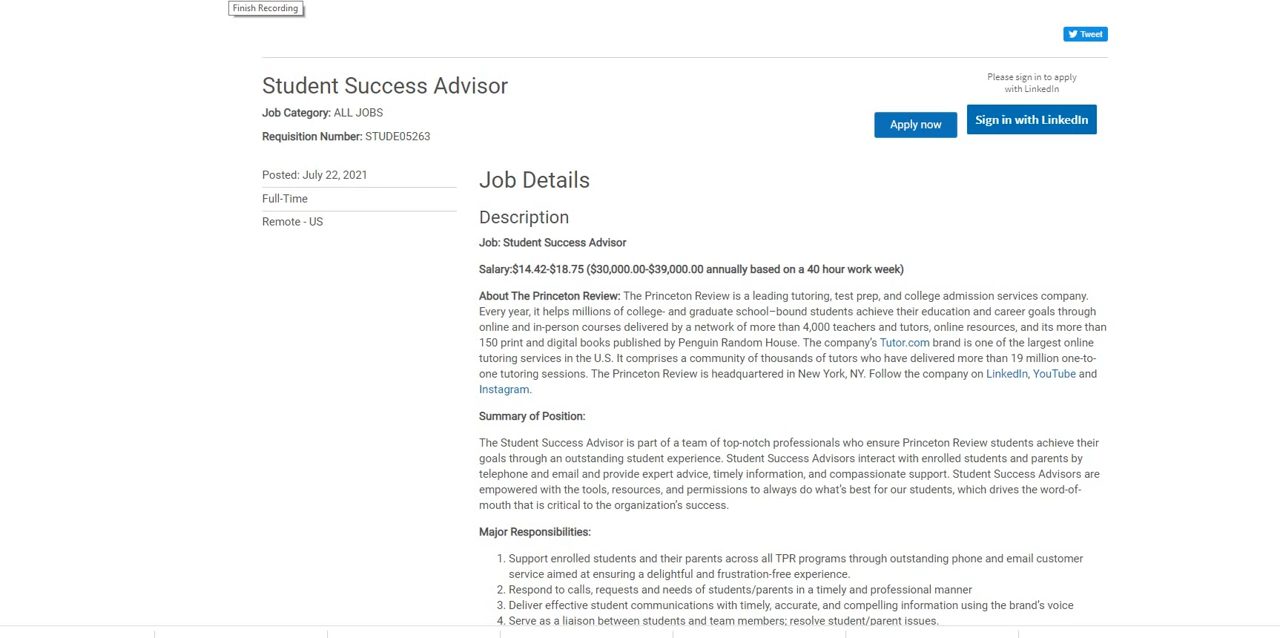 Finish Recording
Tweet
Student Success Advisor
Job Category: ALL JOBS
Requisition Number: STUDE05263
Please sign in to apply
with LinkedIn
Apply now
Sign in with LinkedIn
Posted: July 22, 2021
Full-Time
Remote - US
Job Details
Description
Job: Student Success Advisor
Salary:$14.42-$18.75 ($30,000.00-$39,000.00 annually based on a 40 hour work week)
About The Princeton Review: The Princeton Review is a leading tutoring, test prep, and college admission services company.
Every year, it helps millions of college- and graduate school–bound students achieve their education and career goals through
online and in-person courses delivered by a network of more than 4,000 teachers and tutors, online resources, and its more than
150 print and digital books published by Penguin Random House. The company's Tutor.com brand is one of the largest online
tutoring services in the U.S. It comprises a community of thousands of tutors who have delivered more than 19 million one-to-
one tutoring sessions. The Princeton Review is headquartered in New York, NY. Follow the company on LinkedIn, YouTube and
Instagram.
Summary of Position:
The Student Success Advisor is part of a team of top-notch professionals who ensure Princeton Review students achieve their
goals through an outstanding student experience. Student Success Advisors interact with enrolled students and parents by
telephone and email and provide expert advice, timely information, and compassionate support. Student Success Advisors are
empowered with the tools, resources, and permissions to always do what's best for our students, which drives the word-of-
mouth that is critical to the organization's success.
Major Responsibilities:
1. Support enrolled students and their parents across all TPR programs through outstanding phone and email customer
service aimed at ensuring a delightful and frustration-free experience.
2. Respond to calls, requests and needs of students/parents in a timely and professional manner
3. Deliver effective student communications with timely, accurate, and compelling information using the brand's voice
4. Serve as a liaison between students and team members; resolve student/parent issues.